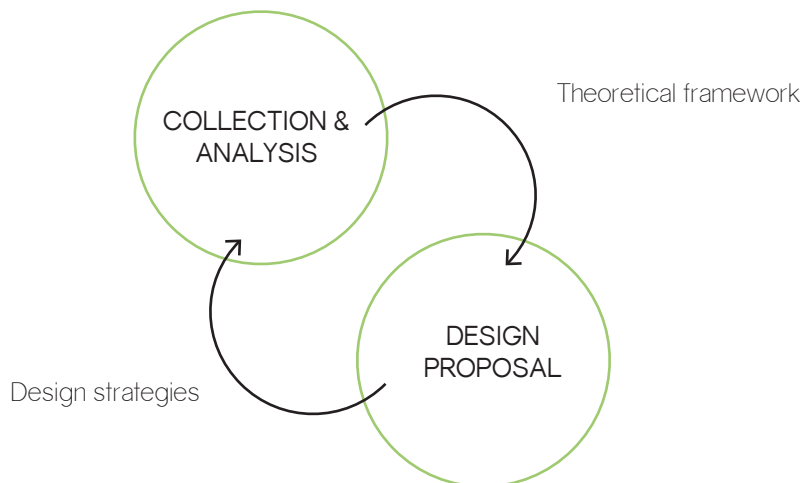 COLLECTION &
ANALYSIS
Theoretical framework
DESIGN
PROPOSAL
Design strategies